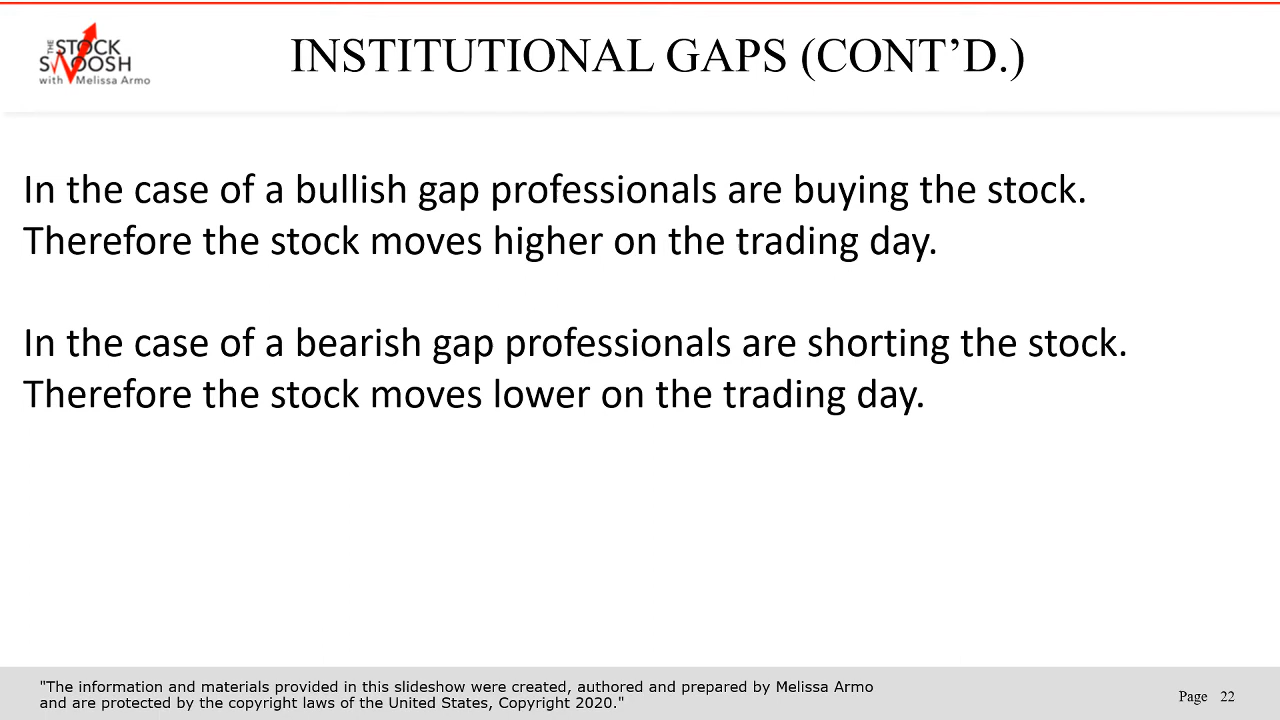 THE
STOCK
SWOOSH
with Melissa Armo
INSTITUTIONAL GAPS (CONT’D.)
In the case of a bullish gap professionals are buying the stock.
Therefore the stock moves higher on the trading day.
In the case of a bearish gap professionals are shorting the stock.
Therefore the stock moves lower on the trading day.
"The information and materials provided in this slideshow were created, authored and prepared by Melissa Armo
and are protected by the copyright laws of the United States, Copyright 2020."
Page 22